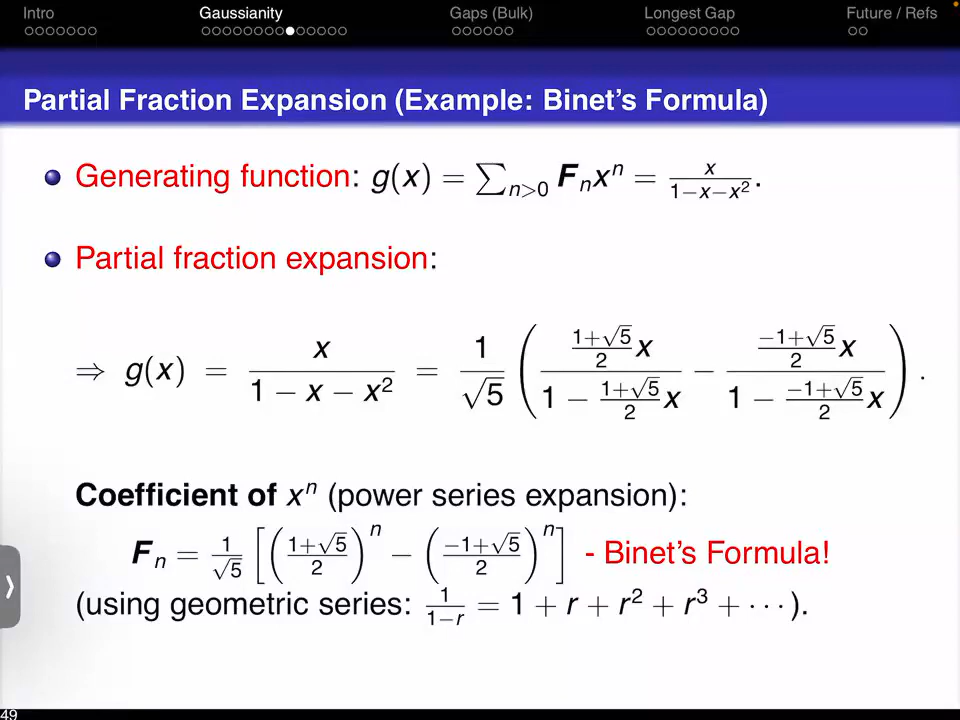 Intro Gaussianity Gaps (Bulk) Longest Gap Future / Refs
Partial Fraction Expansion (Example: Binet's Formula)
Generating function: g(x) = ∑_{n>0} F_n x^n = x/(1−x−x²).
Partial fraction expansion:
⇒ g(x) = x/(1 − x − x²) = 1/√5 ( ((1+√5)/2 x)/(1 − (1+√5)/2 x) − ((−1+√5)/2 x)/(1 − (−1+√5)/2 x) ).
Coefficient of x^n (power series expansion):
F_n = 1/√5 [ ((1+√5)/2)^n − ((−1+√5)/2)^n ] - Binet's Formula!
(using geometric series: 1/(1−r) = 1 + r + r² + r³ + ··· ).
49